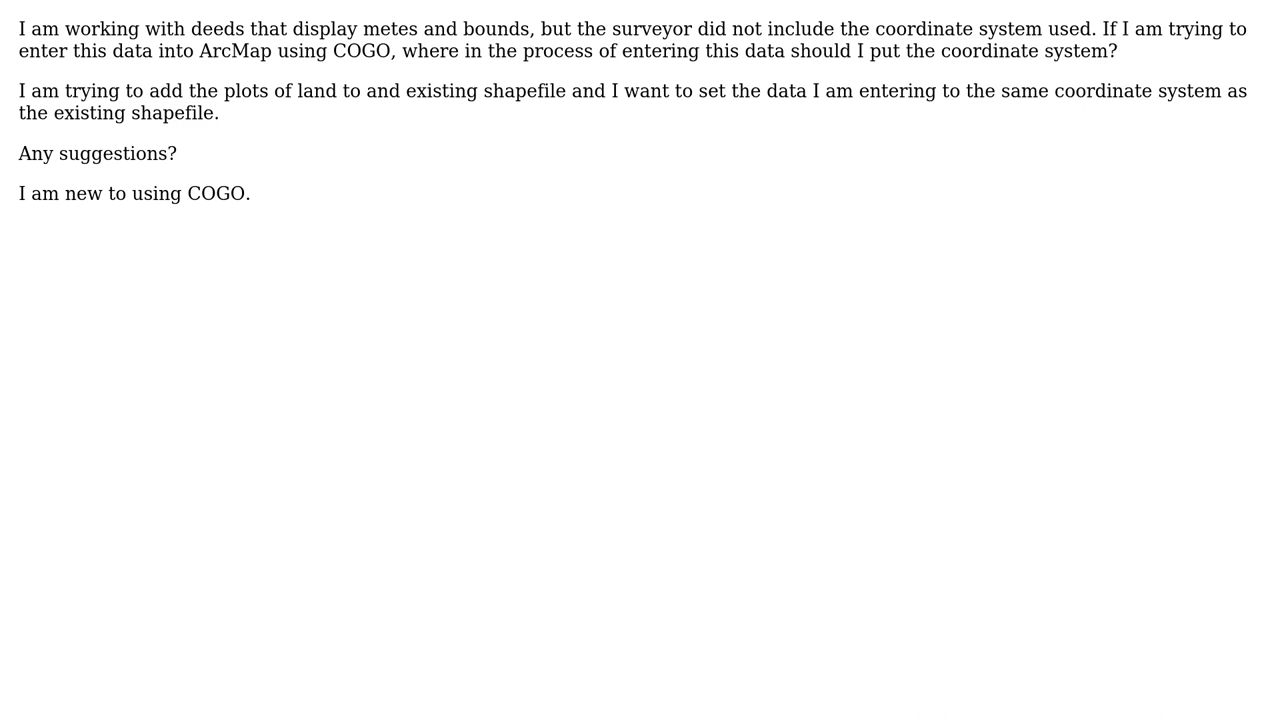 I am working with deeds that display metes and bounds, but the surveyor did not include the coordinate system used. If I am trying to
enter this data into ArcMap using COGO, where in the process of entering this data should I put the coordinate system?
I am trying to add the plots of land to and existing shapefile and I want to set the data I am entering to the same coordinate system as
the existing shapefile.
Any suggestions?
I am new to using COGO.